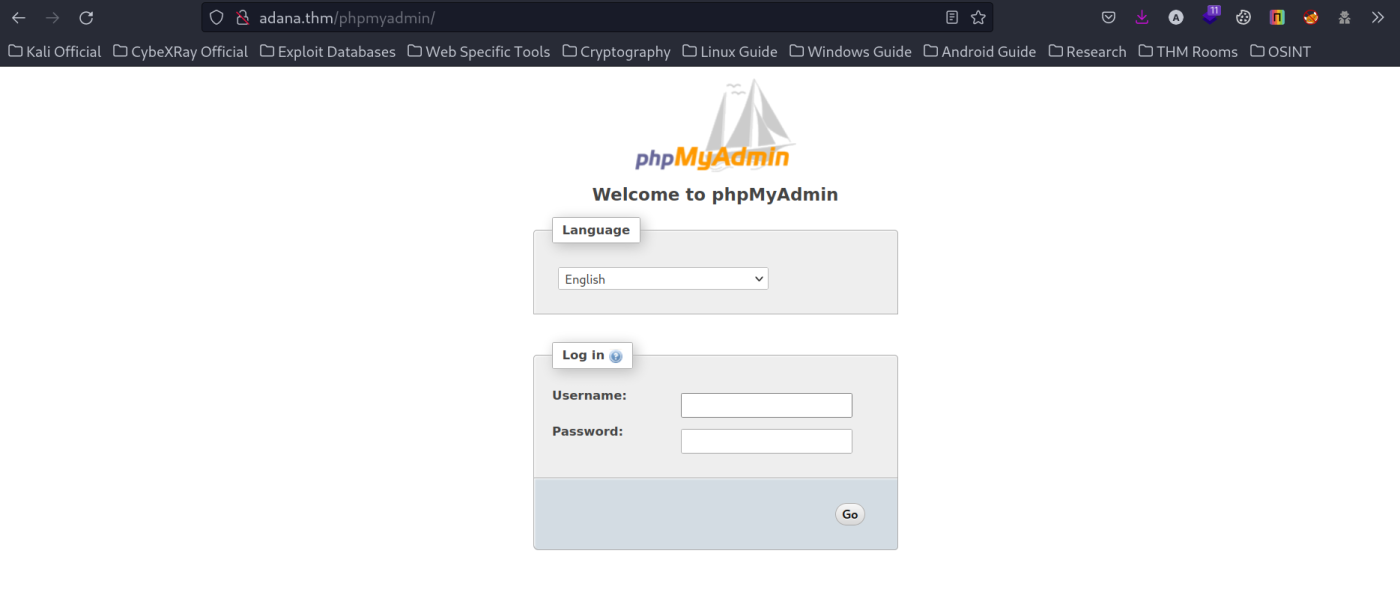 adana.thm/phpmyadmin/
11
A
Kali Official CybeXRay Official Exploit Databases Web Specific Tools Cryptography Linux Guide Windows Guide Android Guide Research THM Rooms OSINT
phpMyAdmin
Welcome to phpMyAdmin
Language
English
Log in ?
Username:
Password:
Go